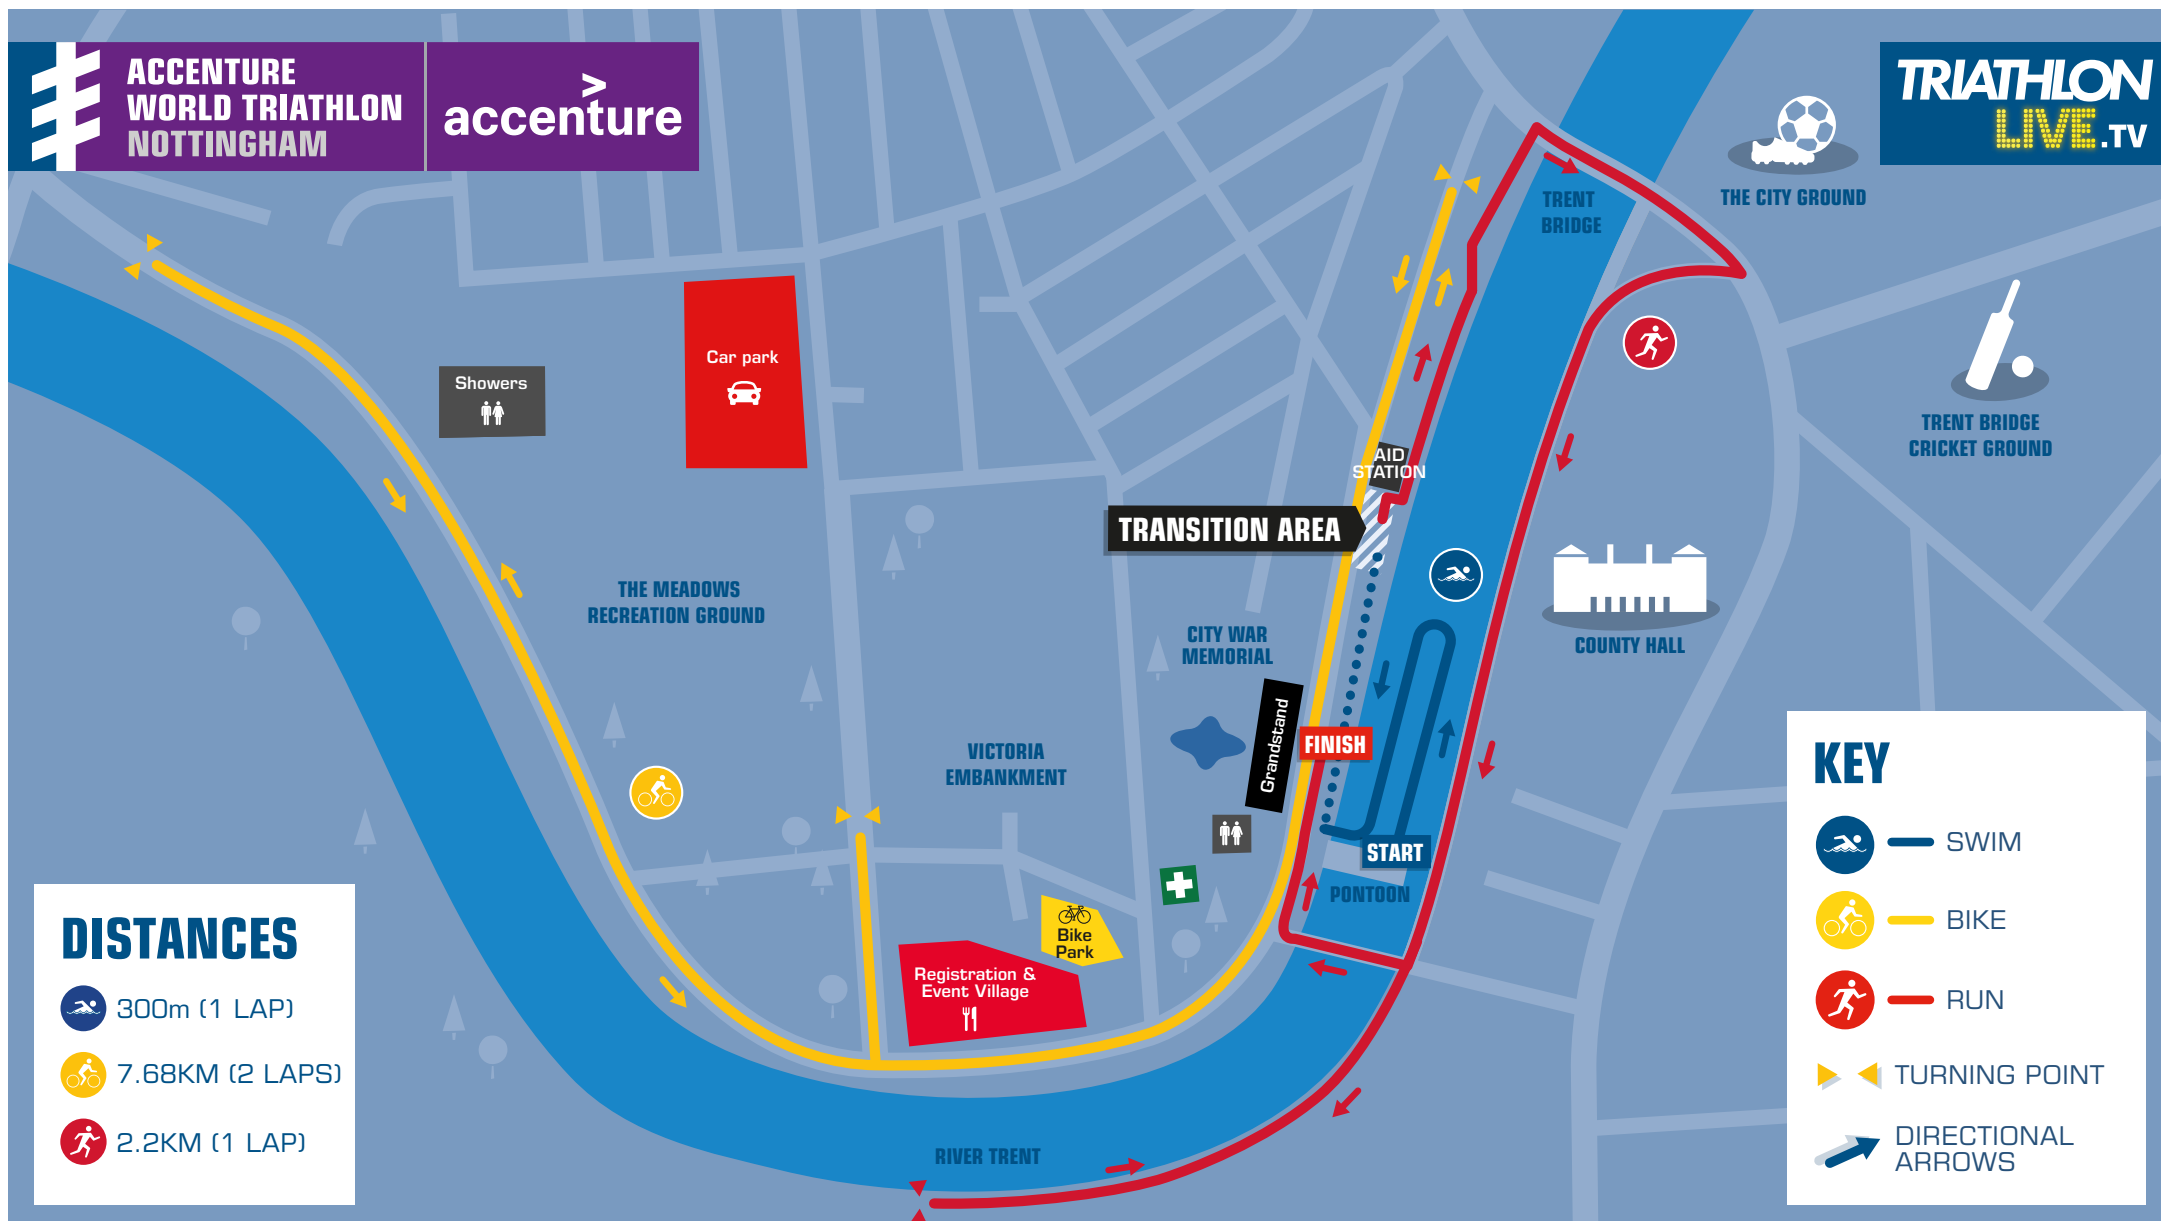 ACCENTURE
WORLD TRIATHLON
NOTTINGHAM
>
accenture
TRIATHLON
LIVE.TV
THE CITY GROUND
TRENT
BRIDGE
Car park
Showers
TRENT BRIDGE
CRICKET GROUND
AID
STATION
TRANSITION AREA
THE MEADOWS
RECREATION GROUND
CITY WAR
MEMORIAL
COUNTY HALL
Grandstand
FINISH
VICTORIA
EMBANKMENT
START
PONTOON
Bike
Park
Registration &
Event Village
RIVER TRENT
DISTANCES
300m (1 LAP)
7.68KM (2 LAPS)
2.2KM (1 LAP)
KEY
SWIM
BIKE
RUN
TURNING POINT
DIRECTIONAL
ARROWS